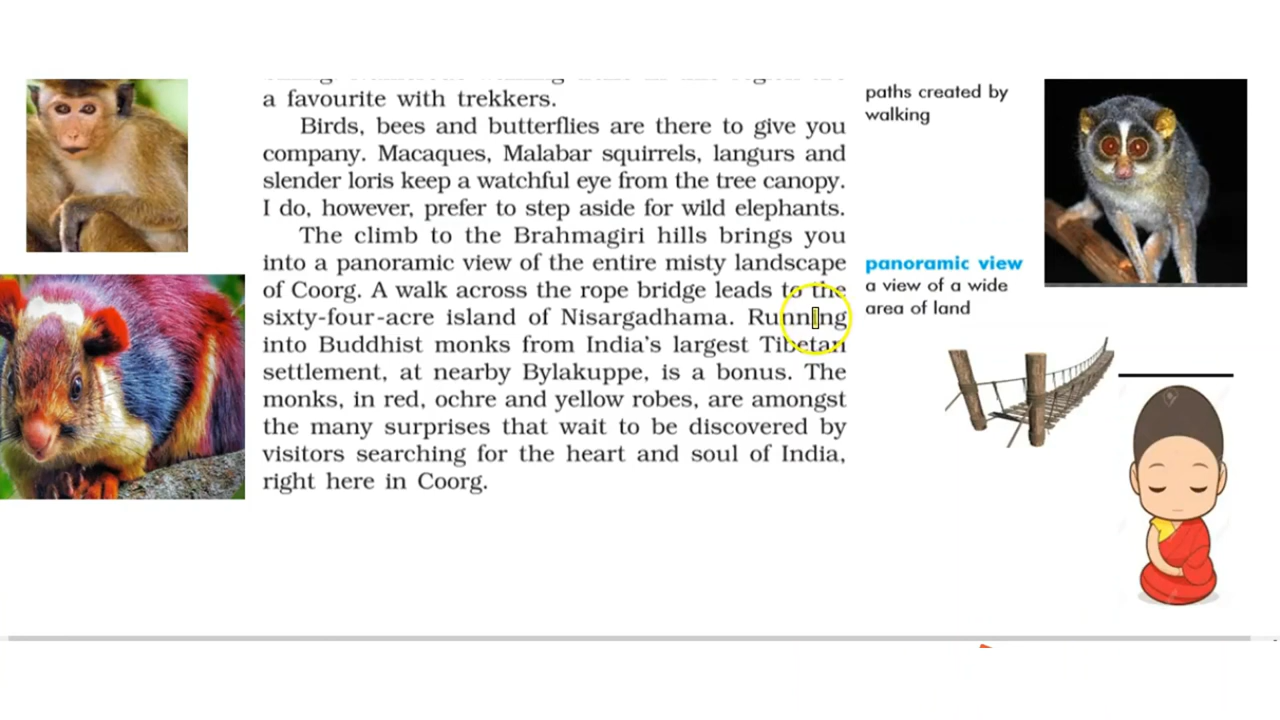 a favourite with trekkers.
Birds, bees and butterflies are there to give you
company. Macaques, Malabar squirrels, langurs and
slender loris keep a watchful eye from the tree canopy.
I do, however, prefer to step aside for wild elephants.
The climb to the Brahmagiri hills brings you
into a panoramic view of the entire misty landscape
of Coorg. A walk across the rope bridge leads to the
sixty-four-acre island of Nisargadhama. Running
into Buddhist monks from India's largest Tibetan
settlement, at nearby Bylakuppe, is a bonus. The
monks, in red, ochre and yellow robes, are amongst
the many surprises that wait to be discovered by
visitors searching for the heart and soul of India,
right here in Coorg.
paths created by
walking
panoramic view
a view of a wide
area of land